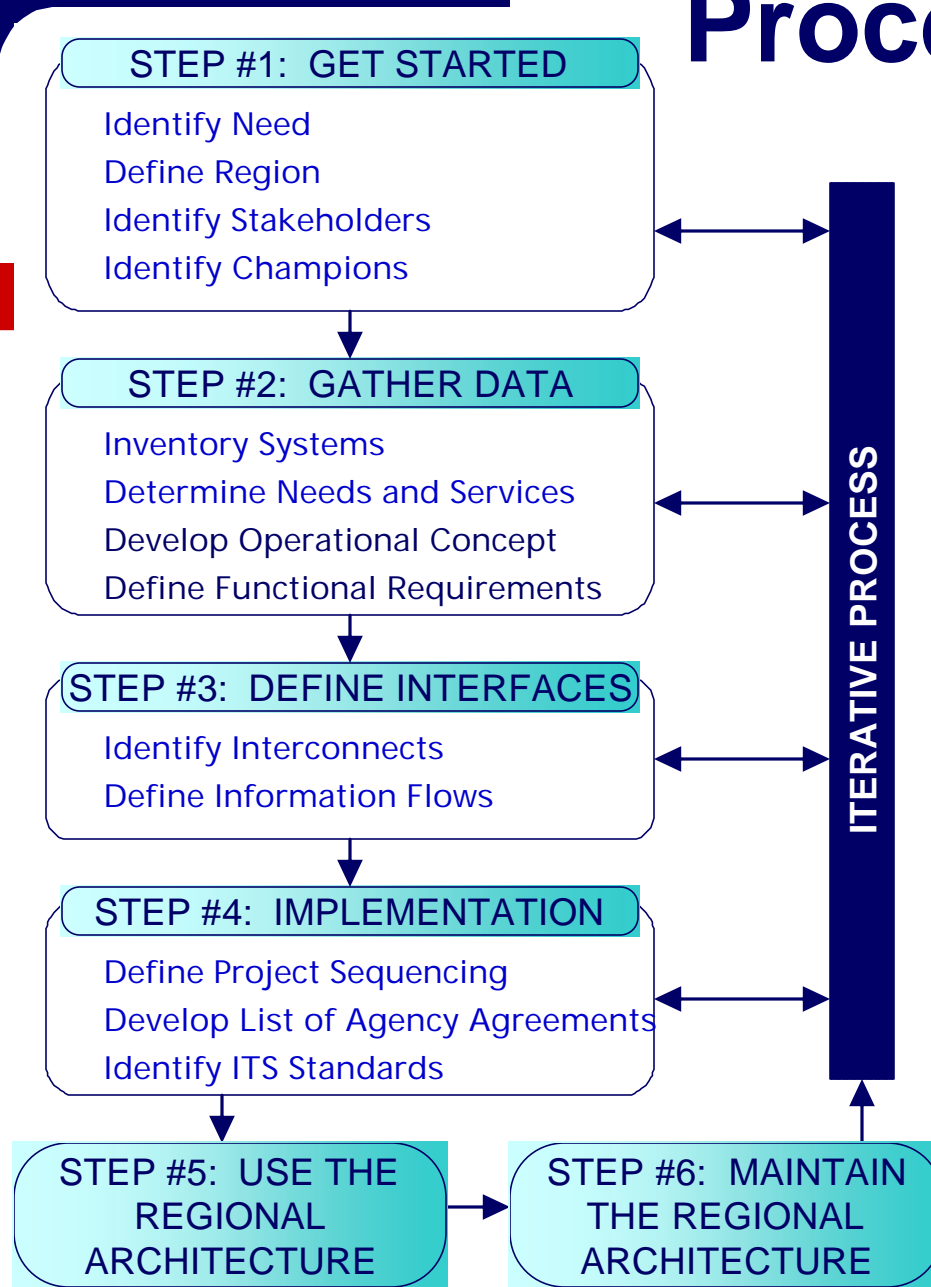 Proce
STEP #1: GET STARTED
Identify Need
Define Region
Identify Stakeholders
Identify Champions
STEP #2: GATHER DATA
Inventory Systems
Determine Needs and Services
Develop Operational Concept
Define Functional Requirements
STEP #3: DEFINE INTERFACES
Identify Interconnects
Define Information Flows
STEP #4: IMPLEMENTATION
Define Project Sequencing
Develop List of Agency Agreements
Identify ITS Standards
ITERATIVE PROCESS
STEP #5: USE THE
REGIONAL
ARCHITECTURE
STEP #6: MAINTAIN
THE REGIONAL
ARCHITECTURE